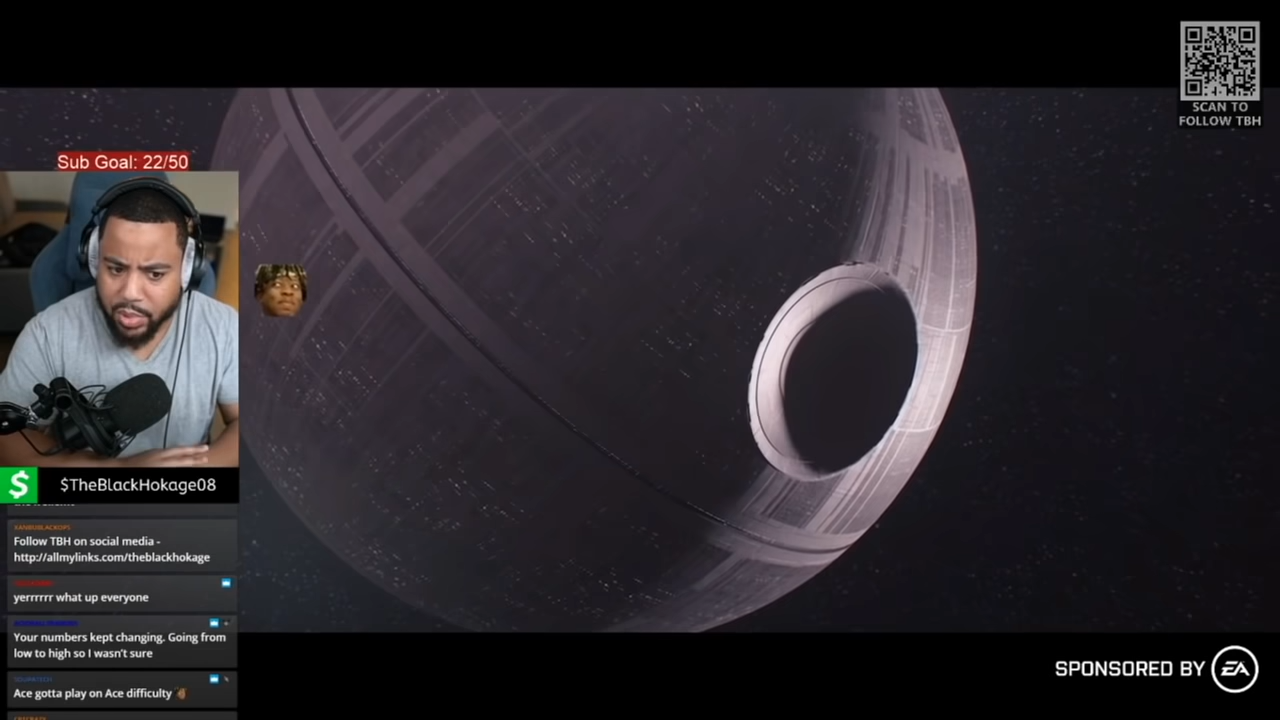 SCAN TO
FOLLOW TBH
Sub Goal: 22/50
$
$TheBlackHokage08
Follow TBH on social media -
http://allmylinks.com/theblackhokage
yerrrrrr what up everyone
Your numbers kept changing. Going from
low to high so I wasn't sure
Ace gotta play on Ace difficulty
SPONSORED BY EA